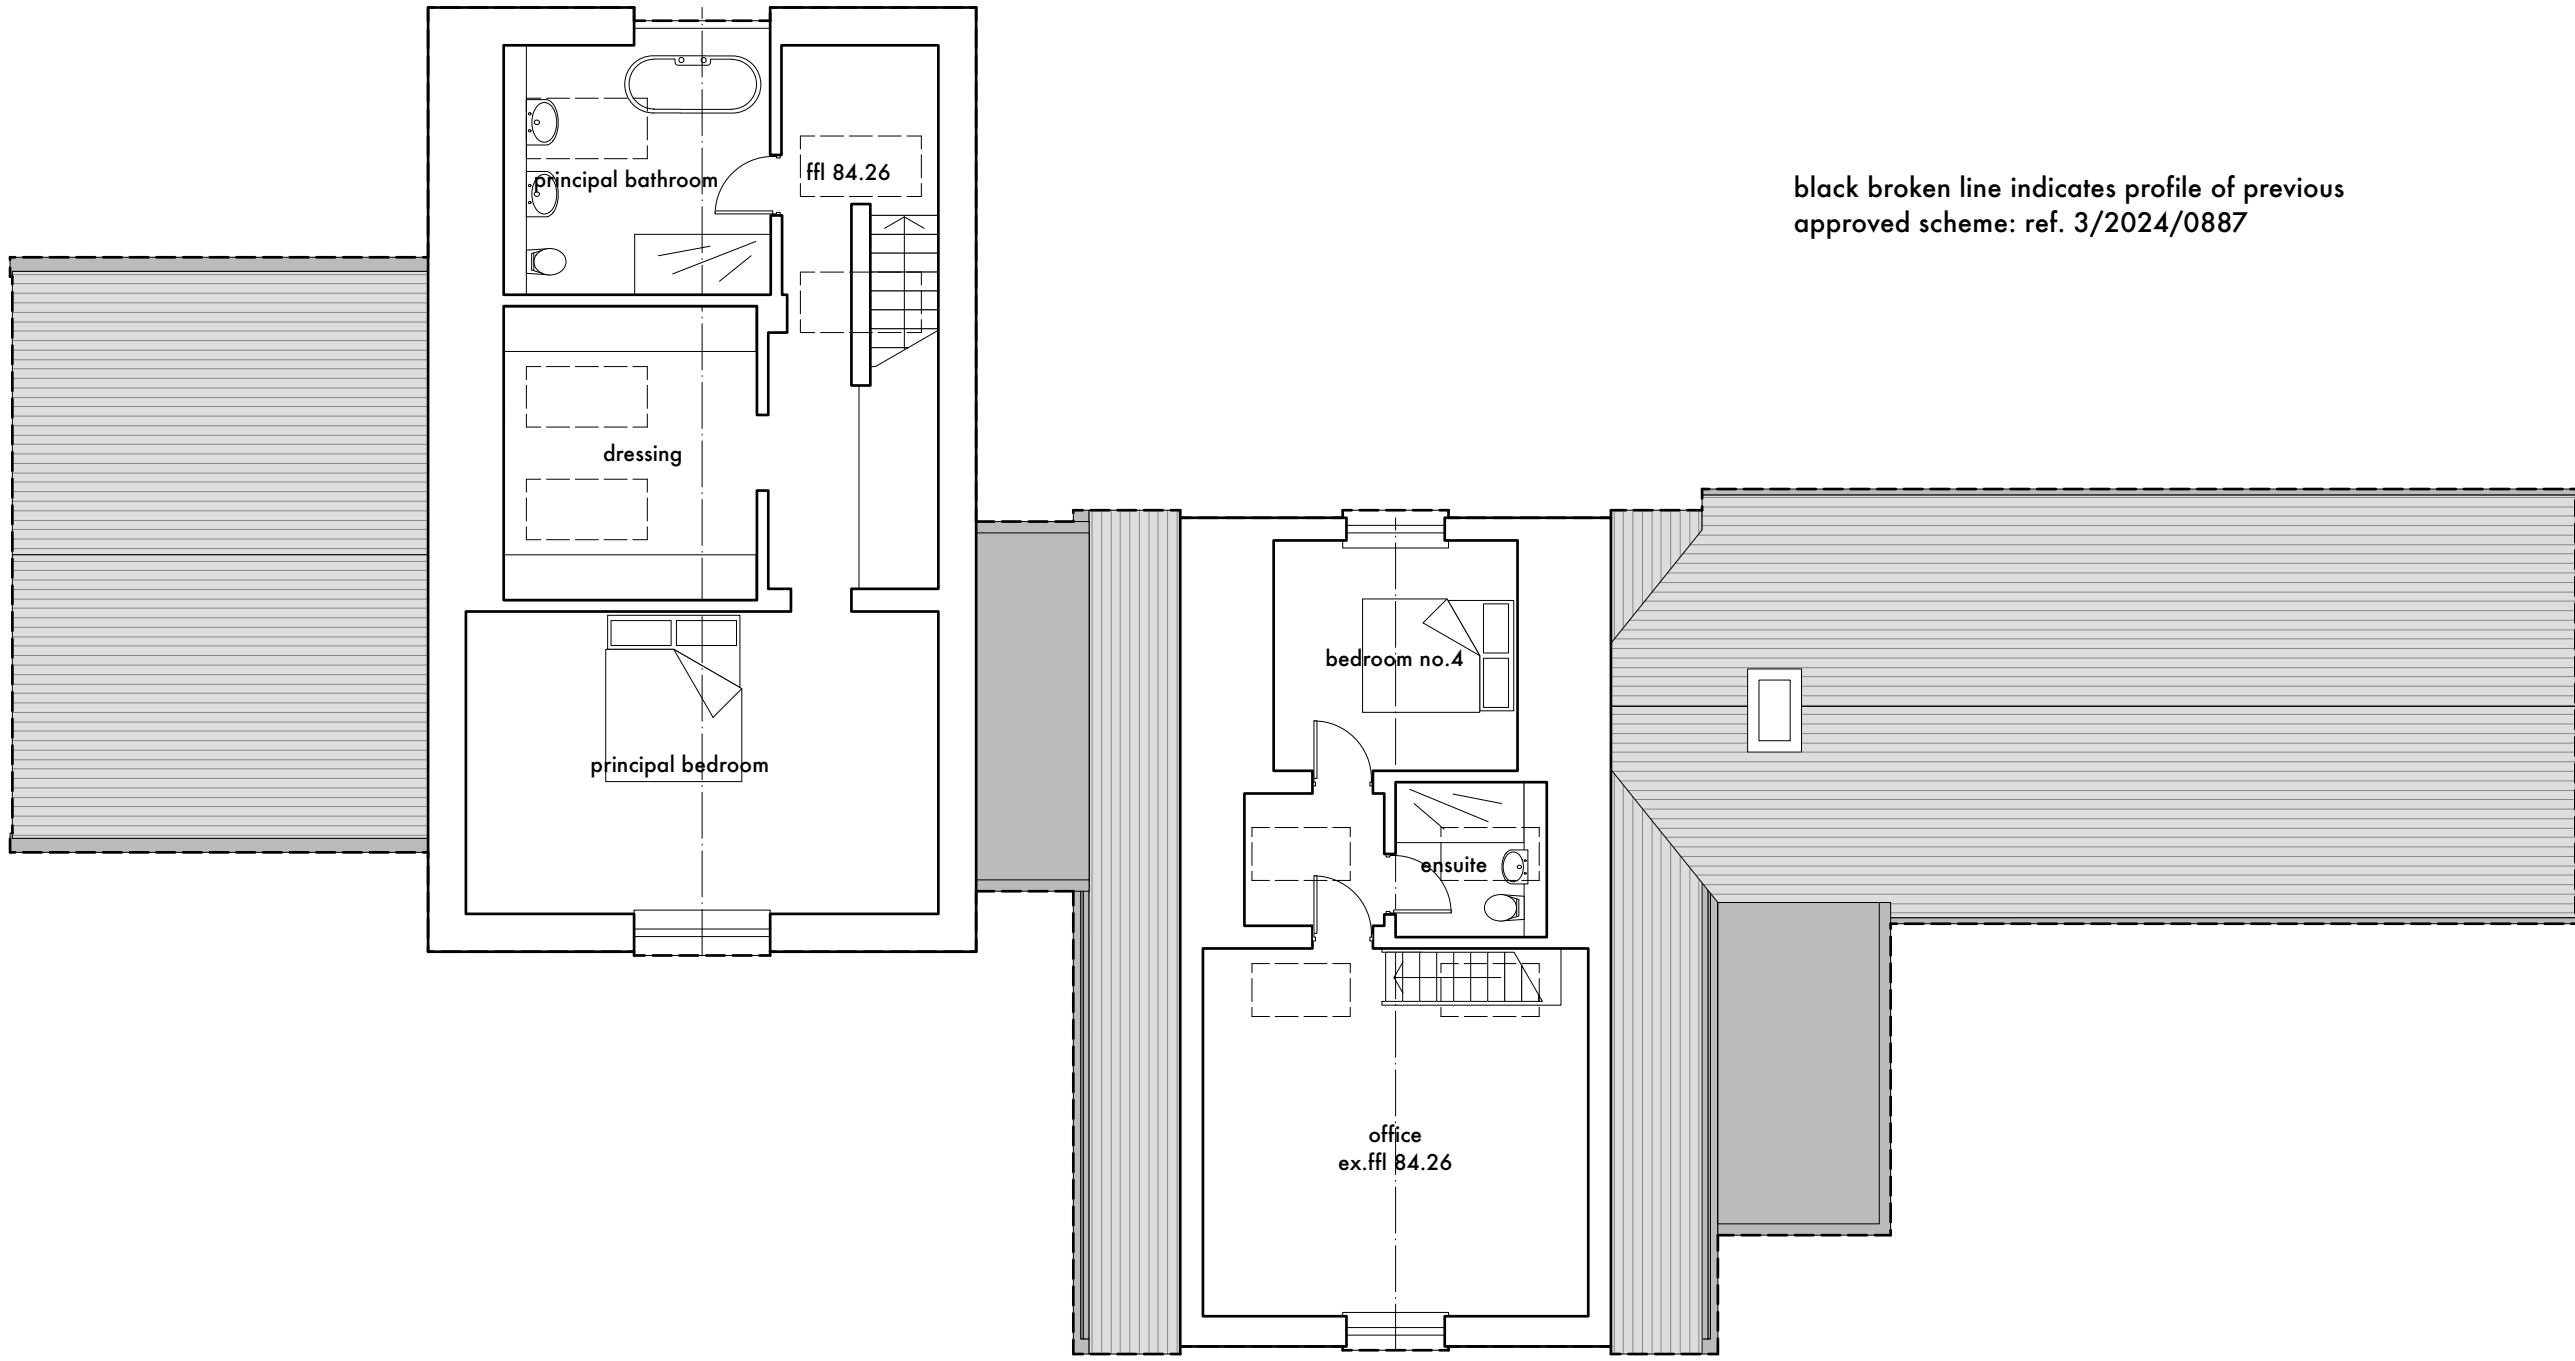 principal bathroom
ffl 84.26
black broken line indicates profile of previous
approved scheme: ref. 3/2024/0887
dressing
principal bedroom
bedroom no.4
ensuite
office
ex.ffl 84.26